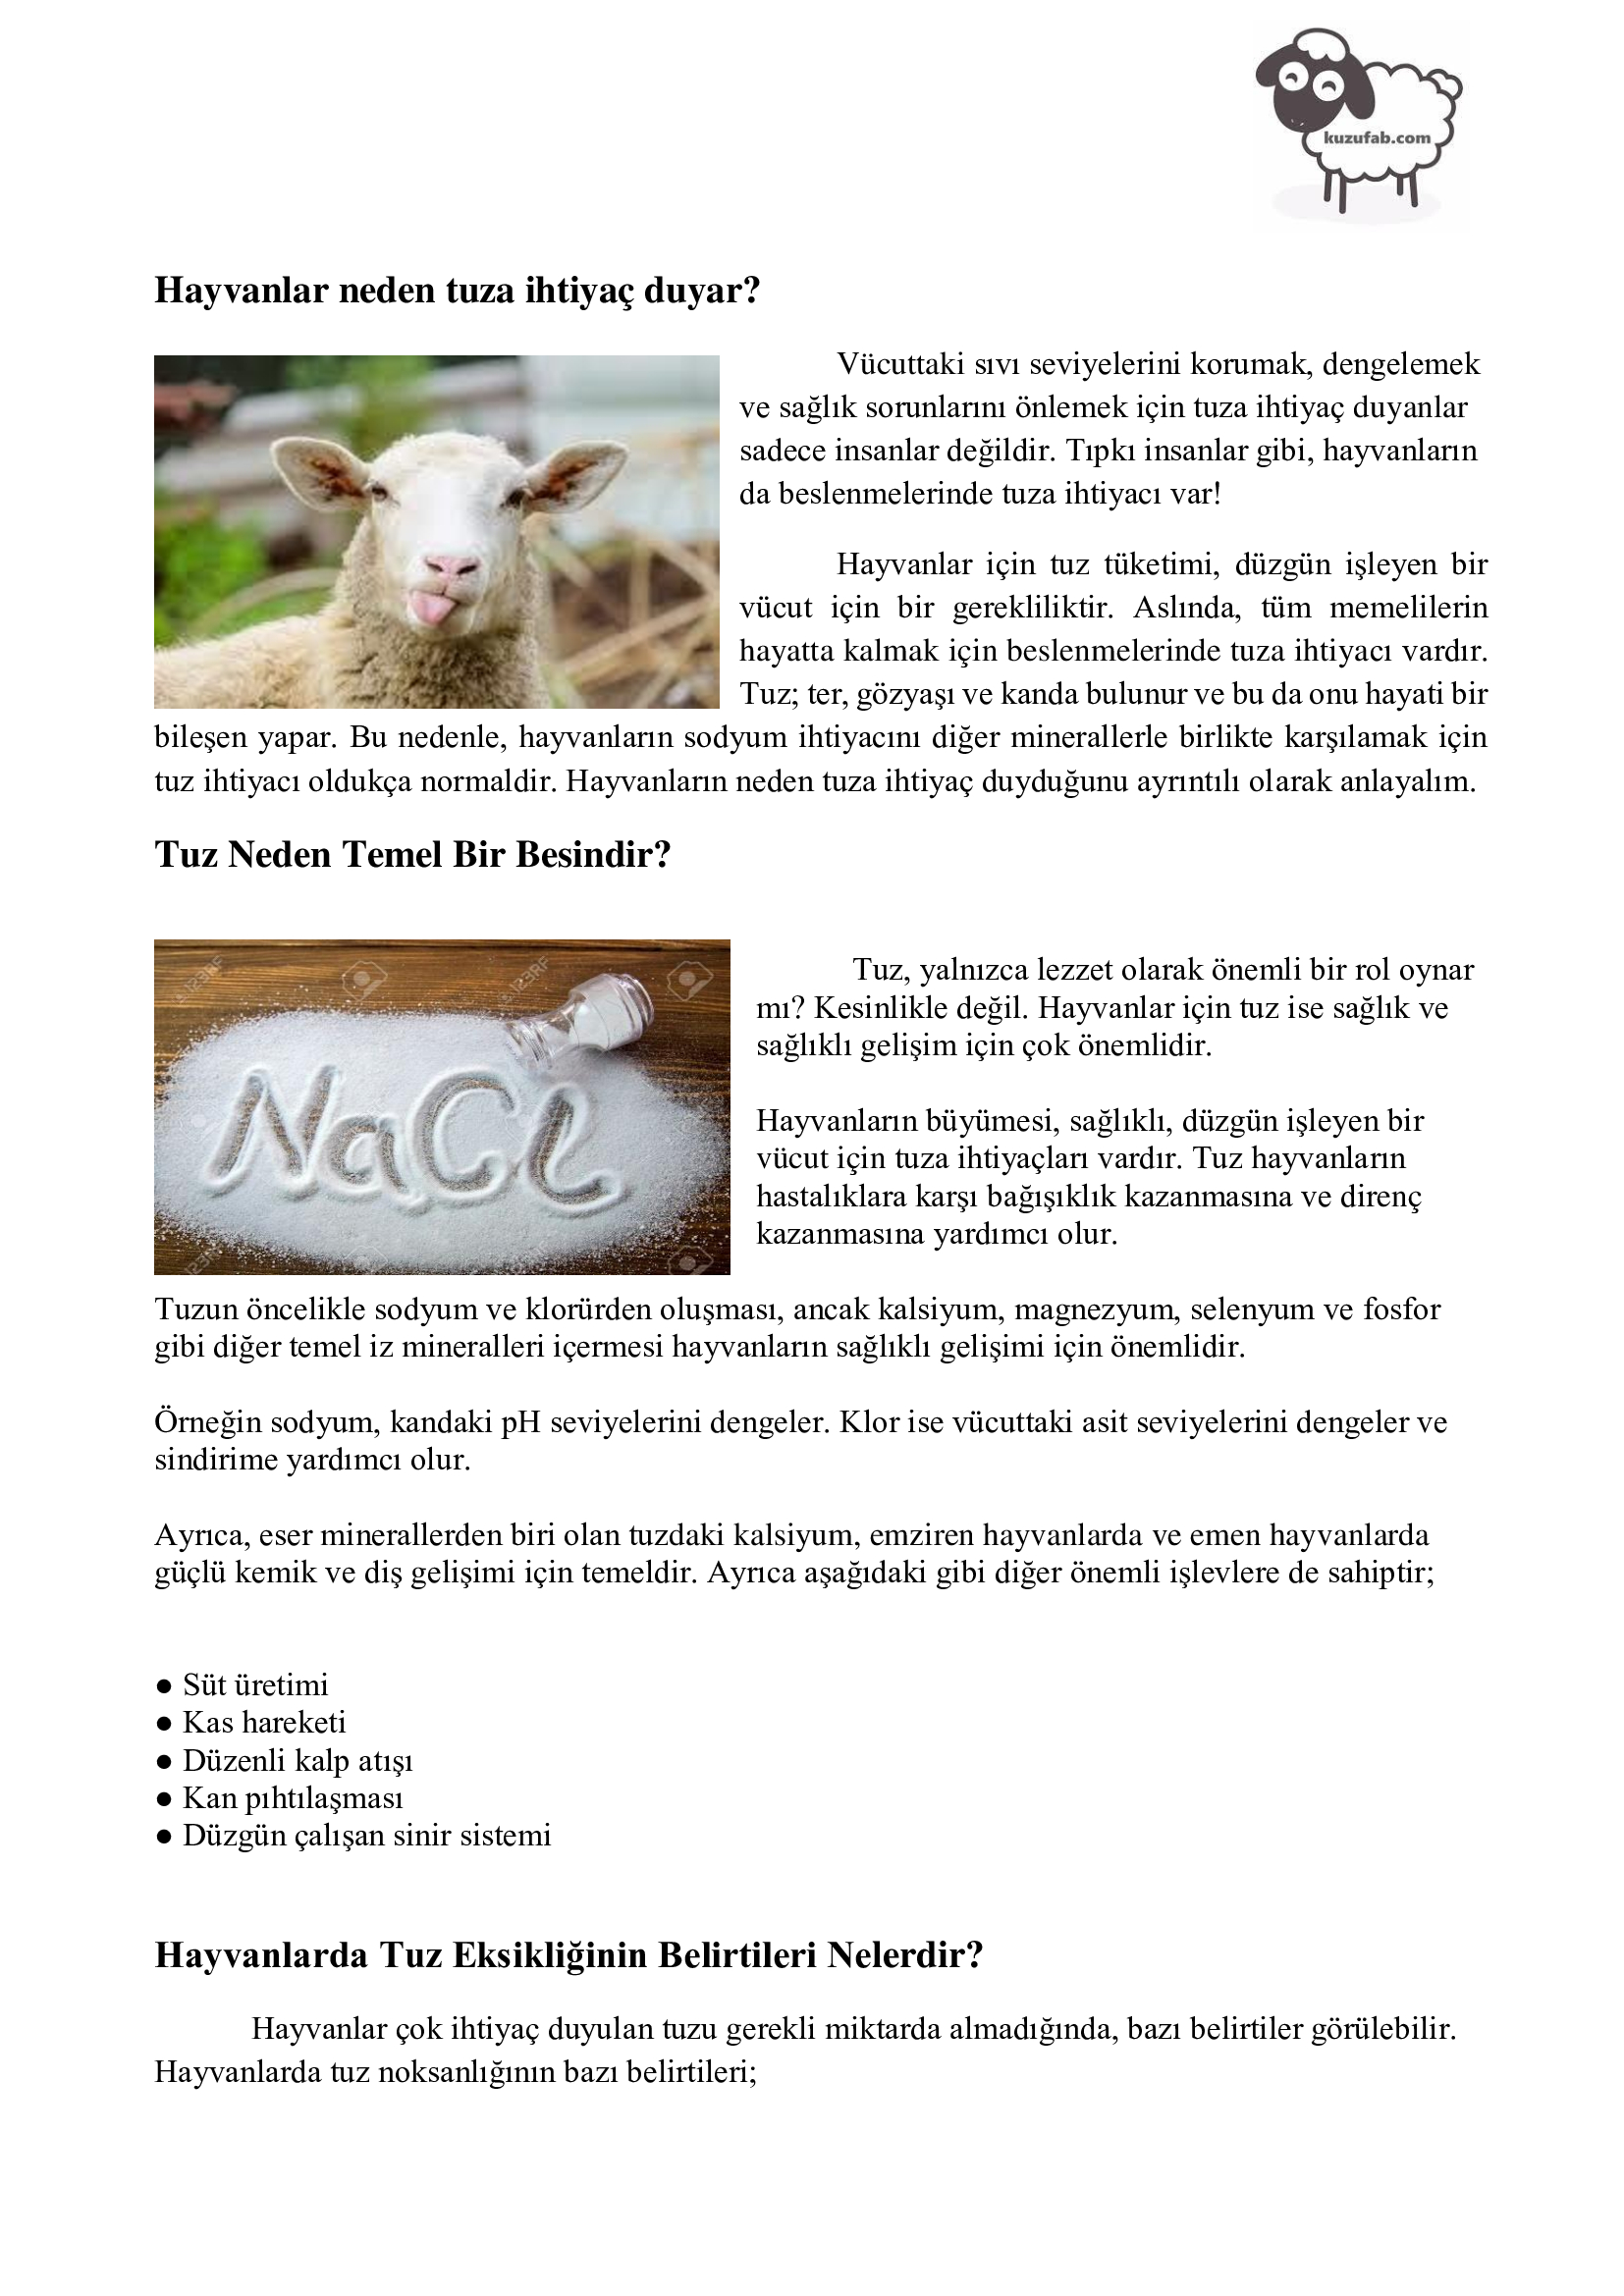 kuzufab.com
Hayvanlar neden tuza ihtiyaç duyar?
Vücuttaki sıvı seviyelerini korumak, dengelemek
ve sağlık sorunlarını önlemek için tuza ihtiyaç duyanlar
sadece insanlar değildir. Tıpkı insanlar gibi, hayvanların
da beslenmelerinde tuza ihtiyacı var!
Hayvanlar için tuz tüketimi, düzgün işleyen bir
vücut için bir gerekliliktir. Aslında, tüm memelilerin
hayatta kalmak için beslenmelerinde tuza ihtiyacı vardır.
Tuz; ter, gözyaşı ve kanda bulunur ve bu da onu hayati bir
bileşen yapar. Bu nedenle, hayvanların sodyum ihtiyacını diğer minerallerle birlikte karşılamak için
tuz ihtiyacı oldukça normaldir. Hayvanların neden tuza ihtiyaç duyduğunu ayrıntılı olarak anlayalım.
Tuz Neden Temel Bir Besindir?
123RF
123RF
NaCl
123RF
123RF
Tuz, yalnızca lezzet olarak önemli bir rol oynar
mı? Kesinlikle değil. Hayvanlar için tuz ise sağlık ve
sağlıklı gelişim için çok önemlidir.
Hayvanların büyümesi, sağlıklı, düzgün işleyen bir
vücut için tuza ihtiyaçları vardır. Tuz hayvanların
hastalıklara karşı bağışıklık kazanmasına ve direnç
kazanmasına yardımcı olur.
Tuzun öncelikle sodyum ve klorürden oluşması, ancak kalsiyum, magnezyum, selenyum ve fosfor
gibi diğer temel iz mineralleri içermesi hayvanların sağlıklı gelişimi için önemlidir.
Örneğin sodyum, kandaki pH seviyelerini dengeler. Klor ise vücuttaki asit seviyelerini dengeler ve
sindirime yardımcı olur.
Ayrıca, eser minerallerden biri olan tuzdaki kalsiyum, emziren hayvanlarda ve emen hayvanlarda
güçlü kemik ve diş gelişimi için temeldir. Ayrıca aşağıdaki gibi diğer önemli işlevlere de sahiptir;
● Süt üretimi
● Kas hareketi
● Düzenli kalp atışı
● Kan pıhtılaşması
● Düzgün çalışan sinir sistemi
Hayvanlarda Tuz Eksikliğinin Belirtileri Nelerdir?
Hayvanlar çok ihtiyaç duyulan tuzu gerekli miktarda almadığında, bazı belirtiler görülebilir.
Hayvanlarda tuz noksanlığının bazı belirtileri;